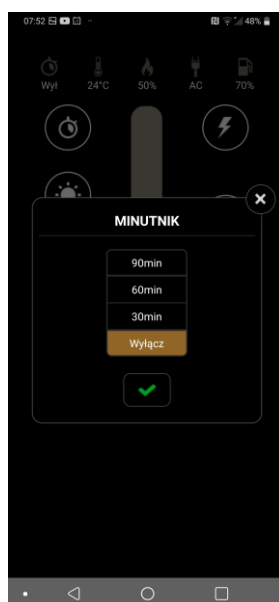 07:52 48%
Wył 24°C 50% AC 70%
MINUTNIK
90min
60min
30min
Wyłącz